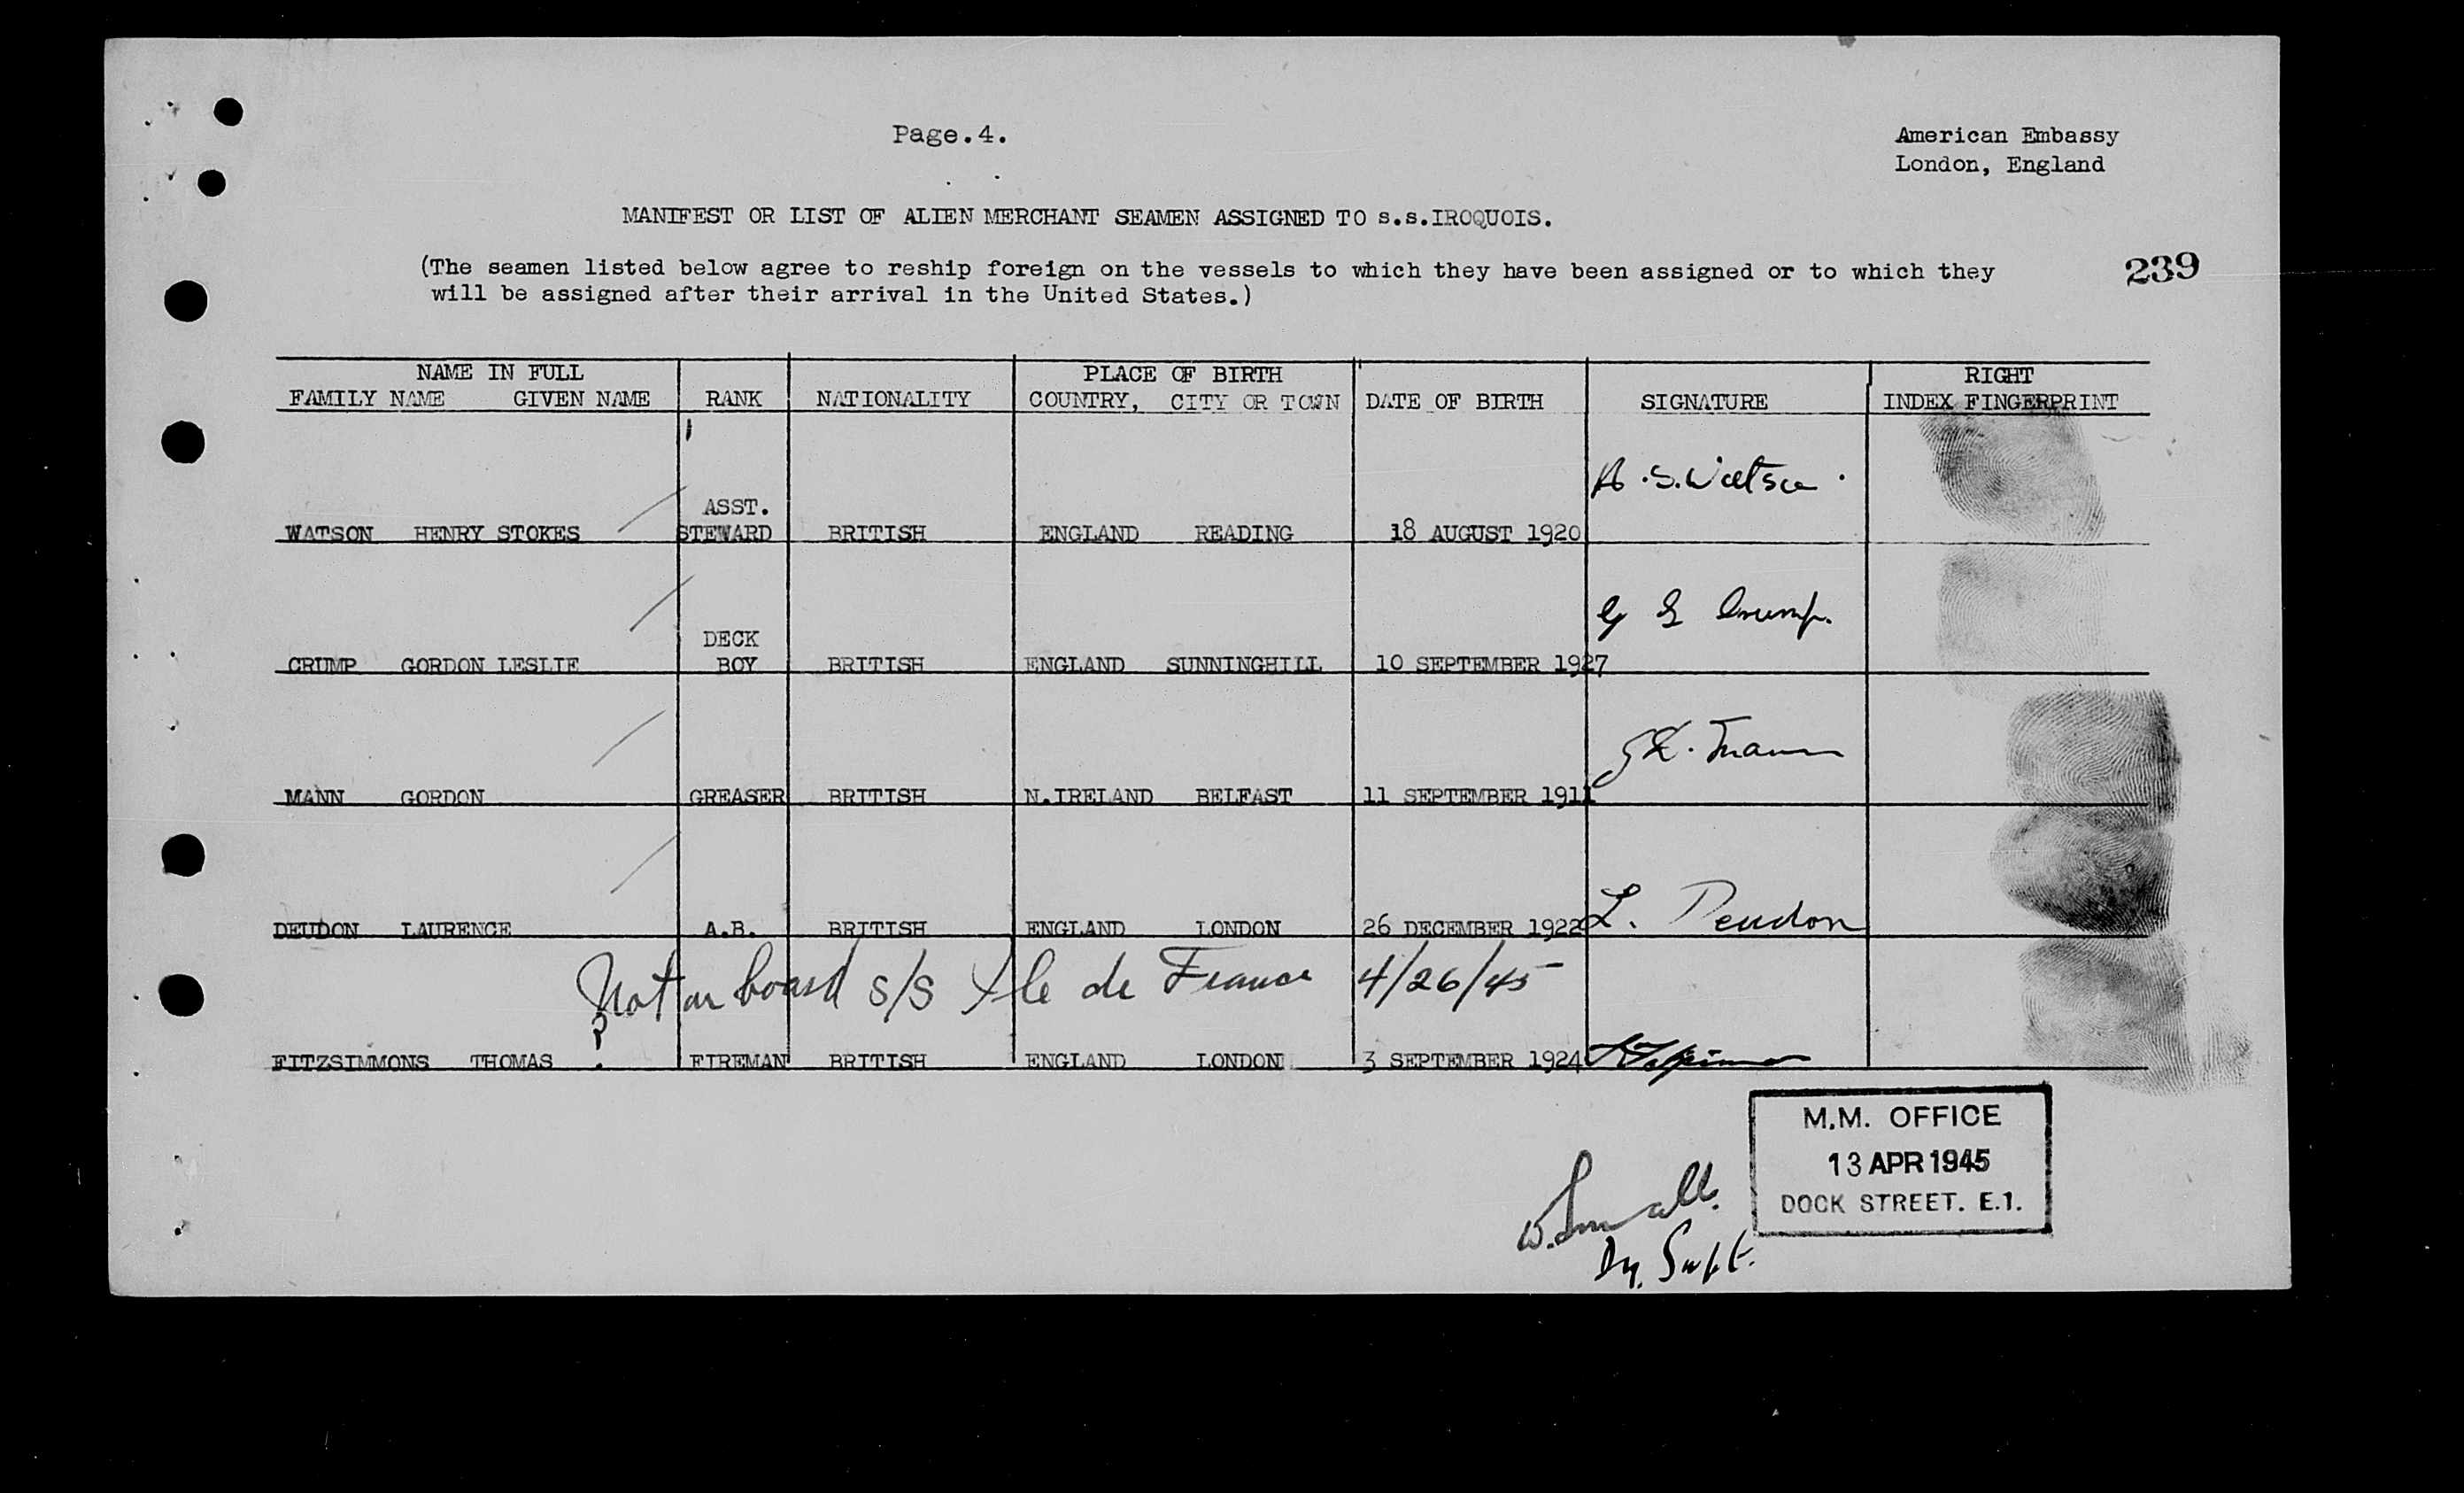 Page.4.
American Embassy
London, England
MANIFEST OR LIST OF ALIEN MERCHANT SEAMEN ASSIGNED TO s.s.IROQUOIS.
239
(The seamen listed below agree to reship foreign on the vessels to which they have been assigned or to which they
will be assigned after their arrival in the United States.)
NAME IN FULL PLACE OF BIRTH RIGHT
FAMILY NAME GIVEN NAME RANK NATIONALITY COUNTRY, CITY OR TOWN DATE OF BIRTH SIGNATURE INDEX FINGERPRINT
H.S.Watson.
ASST.
WATSON HENRY STOKES STEWARD BRITISH ENGLAND READING 18 AUGUST 1920
G L Crump.
DECK
CRUMP GORDON LESLIE BOY BRITISH ENGLAND SUNNINGHILL 10 SEPTEMBER 1927
Mann
MANN GORDON GREASER BRITISH N.IRELAND BELFAST 11 SEPTEMBER 1911
DEUDON LAURENCE A.B. BRITISH ENGLAND LONDON 26 DECEMBER 1922 L. Deudon
Not on board S/S Ile de France 4/26/45
?
FITZSIMMONS THOMAS FIREMAN BRITISH ENGLAND LONDON 3 SEPTEMBER 1924
M.M. OFFICE
13 APR 1945
DOCK STREET. E.1.
W. Small.
Dy. Supt.